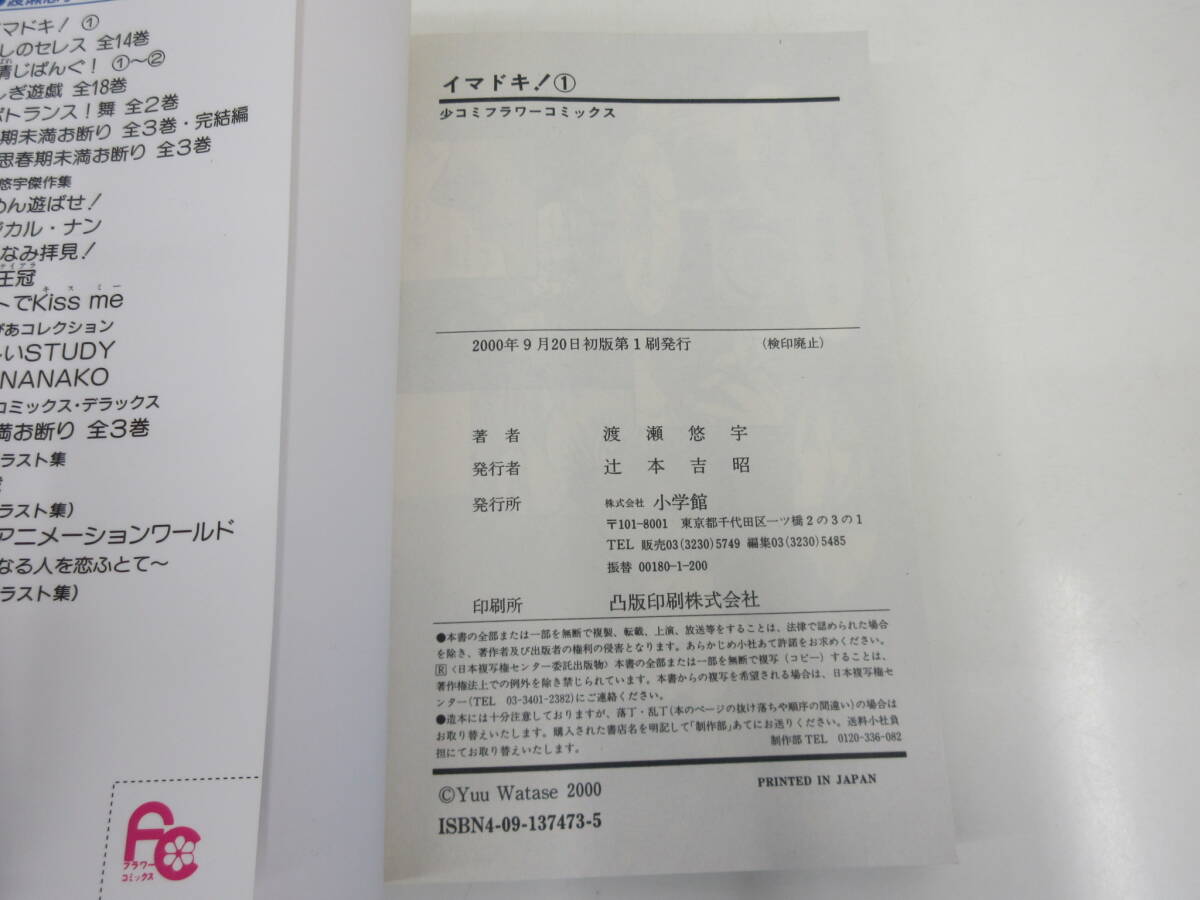 マドキ! ①
しのセレス 全14巻
晴じぱんぐ! ①〜②
ぎ遊戯 全18巻
トランス!舞 全2巻
期未満お断り 全3巻・完結編
思春期未満お断り 全3巻
悠宇傑作集
めん遊ばせ!
ジカル・ナン
なみ拝見!
王冠
トでKiss me
ぴあコレクション
いSTUDY
NANAKO
コミックス・デラックス
満お断り 全3巻
ラスト集
ラスト集)
アニメーションワールド
なる人を恋ふとて〜
ラスト集)
FC
フラワー
コミックス
イマドキ!①
少コミフラワーコミックス
2000年9月20日初版第1刷発行 (検印廃止)
著者 渡瀬悠宇
発行者 辻本吉昭
発行所 株式会社 小学館
〒101-8001 東京都千代田区一ツ橋2の3の1
TEL 販売03(3230)5749 編集03(3230)5485
振替 00180-1-200
印刷所 凸版印刷株式会社
●本書の全部または一部を無断で複製、転載、上演、放送等をすることは、法律で認められた場合
を除き、著作者及び出版者の権利の侵害となります。あらかじめ小社あて許諾をお求めください。
Ⓡ〈日本複写権センター委託出版物〉本書の全部または一部を無断で複写(コピー)することは、
著作権法上での例外を除き禁じられています。本書からの複写を希望される場合は、日本複写権セ
ンター(TEL 03-3401-2382)にご連絡ください。
●造本には十分注意しておりますが、落丁・乱丁(本のページの抜け落ちや順序の間違い)の場合は
お取り替えいたします。購入された書店名を明記して「制作部」あてにお送りください。送料小社負
担にてお取り替えいたします。 制作部TEL 0120-336-082
©Yuu Watase 2000 PRINTED IN JAPAN
ISBN4-09-137473-5